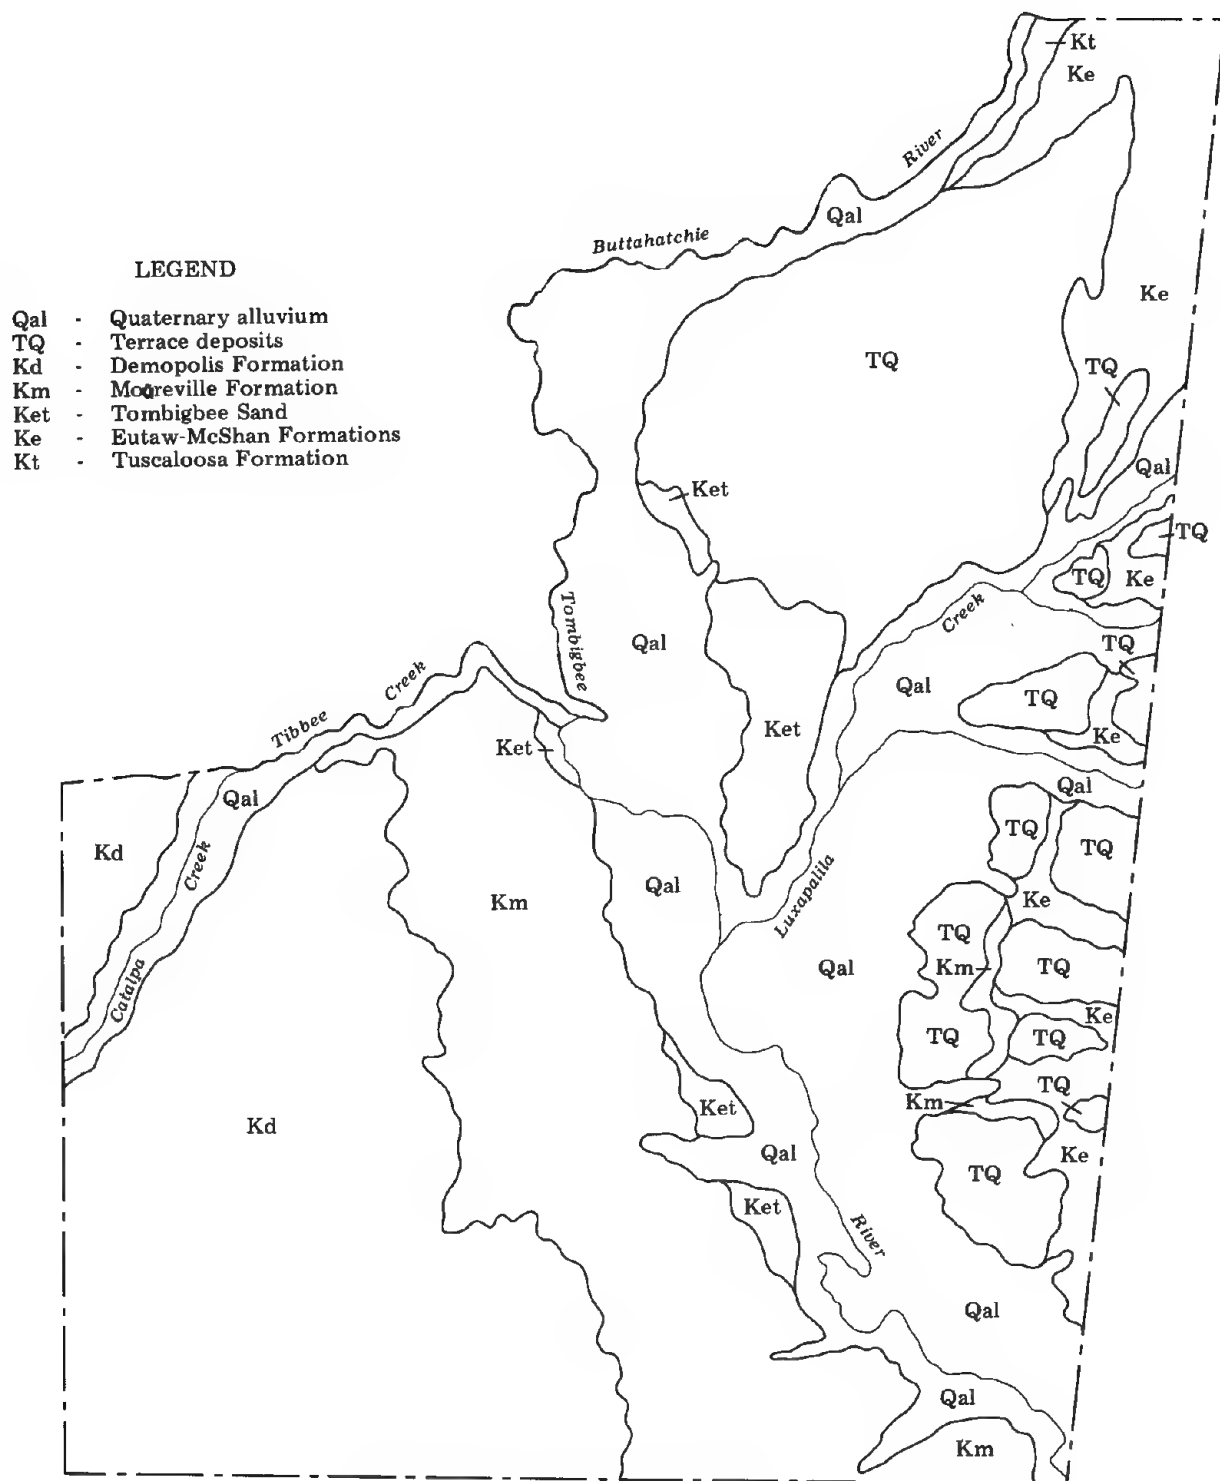 Kt
Ke
River
Qal
Buttahatchie
LEGEND
Qal - Quaternary alluvium
TQ - Terrace deposits
Kd - Demopolis Formation
Km - Mooreville Formation
Ket - Tombigbee Sand
Ke - Eutaw-McShan Formations
Kt - Tuscaloosa Formation
Ke
TQ
TQ
Qal
Ket
TQ
TQ
Ke
Tombigbee
Creek
Qal
TQ
Creek
Qal
TQ
Tibbee
Ket
Ket
Ke
Qal
Qal
TQ
TQ
Kd
Creek
Luxapalila
Qal
Km
Ke
TQ
Catalpa
Qal
Km
TQ
Ke
TQ
TQ
TQ
Km
Ket
Kd
Qal
Ke
TQ
Ket
River
Qal
Qal
Km